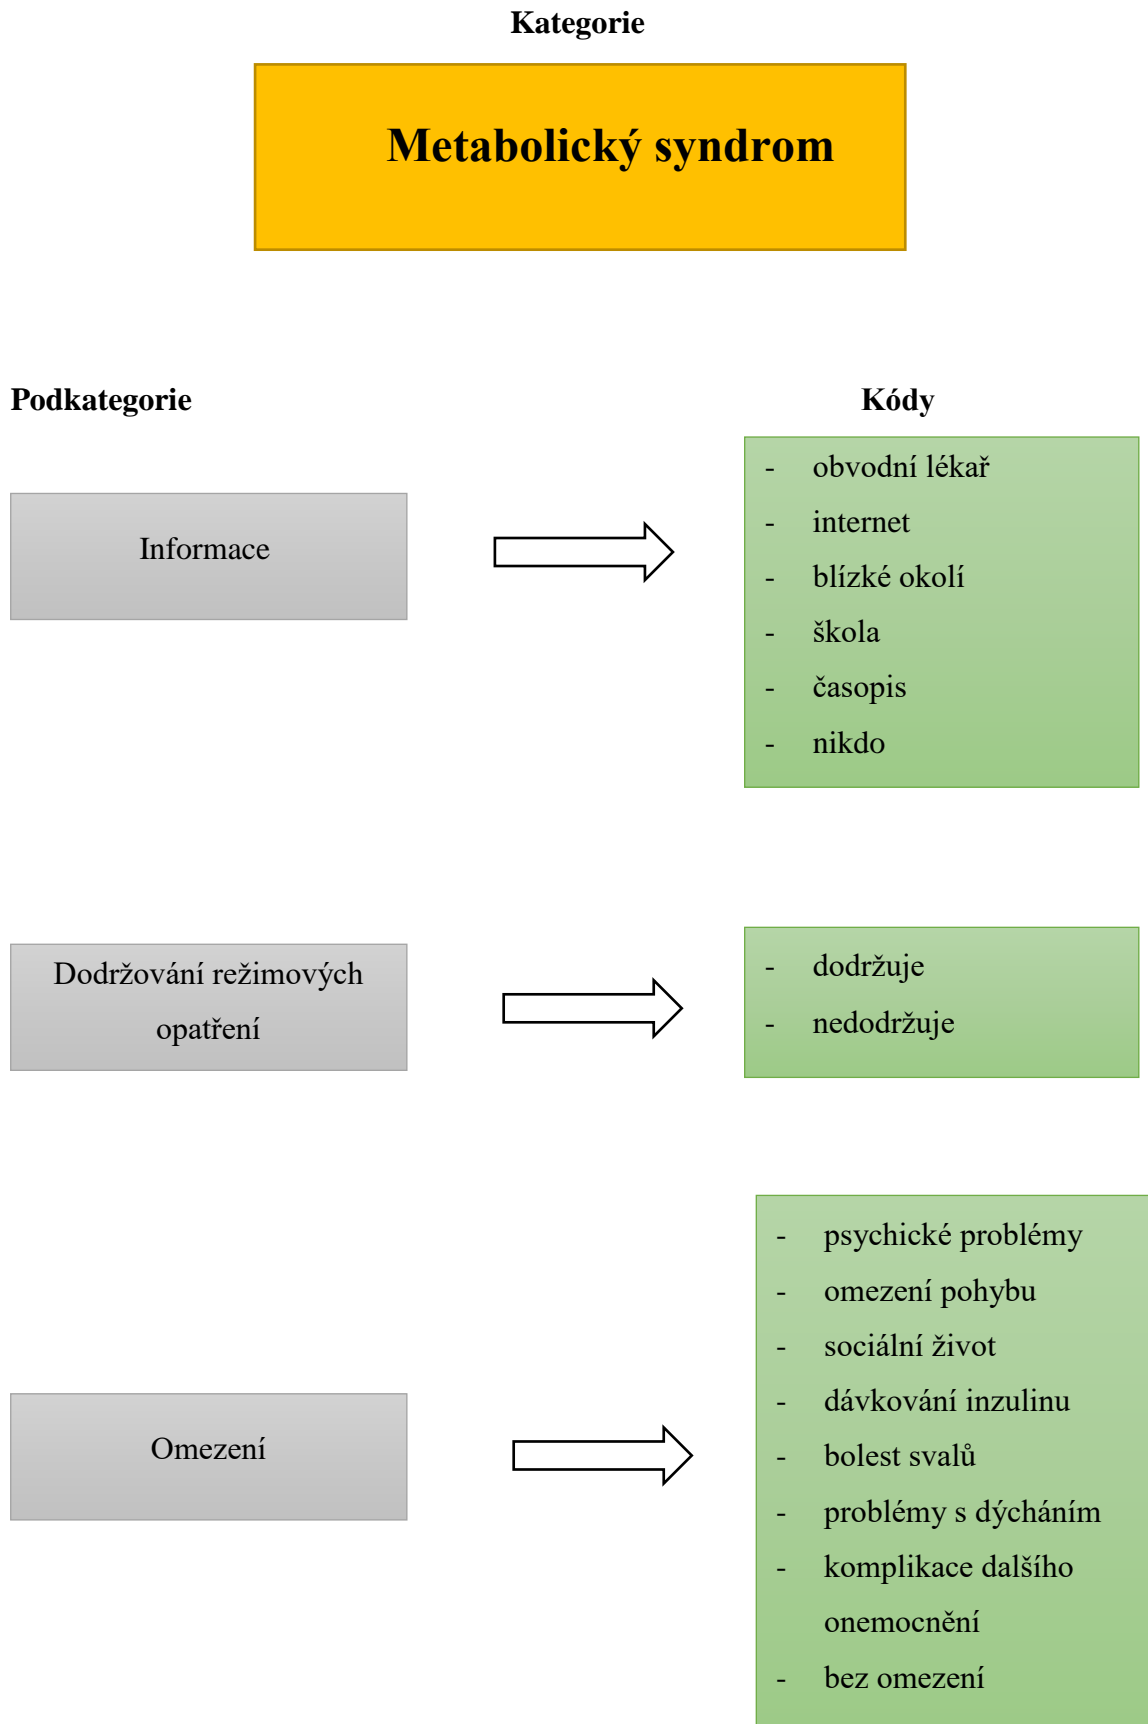 Kategorie
Metabolický syndrom
Podkategorie
Kódy
Informace
- obvodní lékař
- internet
- blízké okolí
- škola
- časopis
- nikdo
Dodržování režimových
opatření
- dodržuje
- nedodržuje
Omezení
- psychické problémy
- omezení pohybu
- sociální život
- dávkování inzulinu
- bolest svalů
- problémy s dýcháním
- komplikace dalšího
onemocnění
- bez omezení